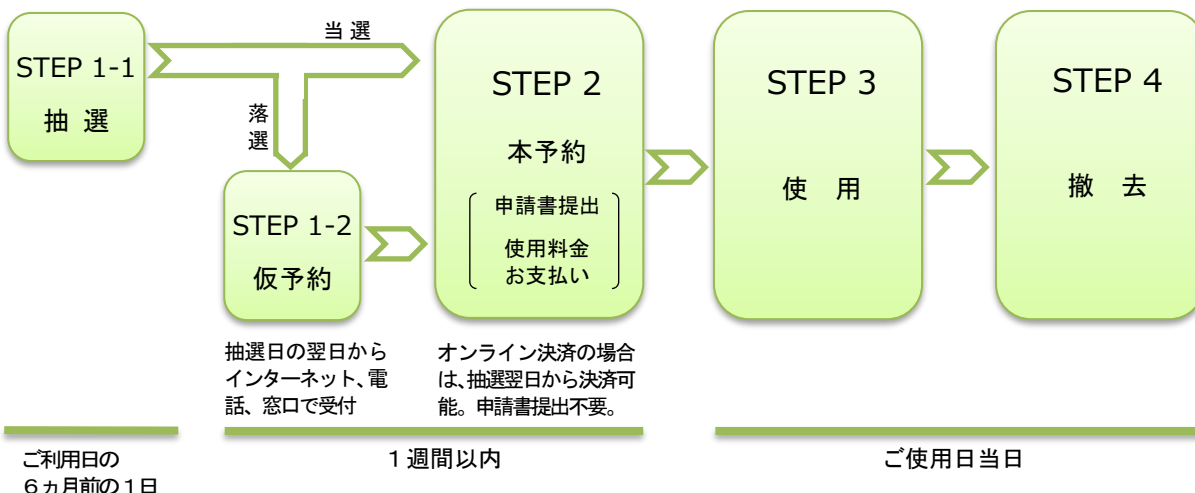 STEP 1-1
抽 選
当 選
落
選
STEP 1-2
仮予約
抽選日の翌日から
インターネット、電
話、窓口で受付
STEP 2
本予約
申請書提出
使用料金
お支払い
オンライン決済の場合
は、抽選翌日から決済可
能。申請書提出不要。
STEP 3
使 用
STEP 4
撤 去
ご利用日の
６ヵ月前の１日
１週間以内
ご使用日当日